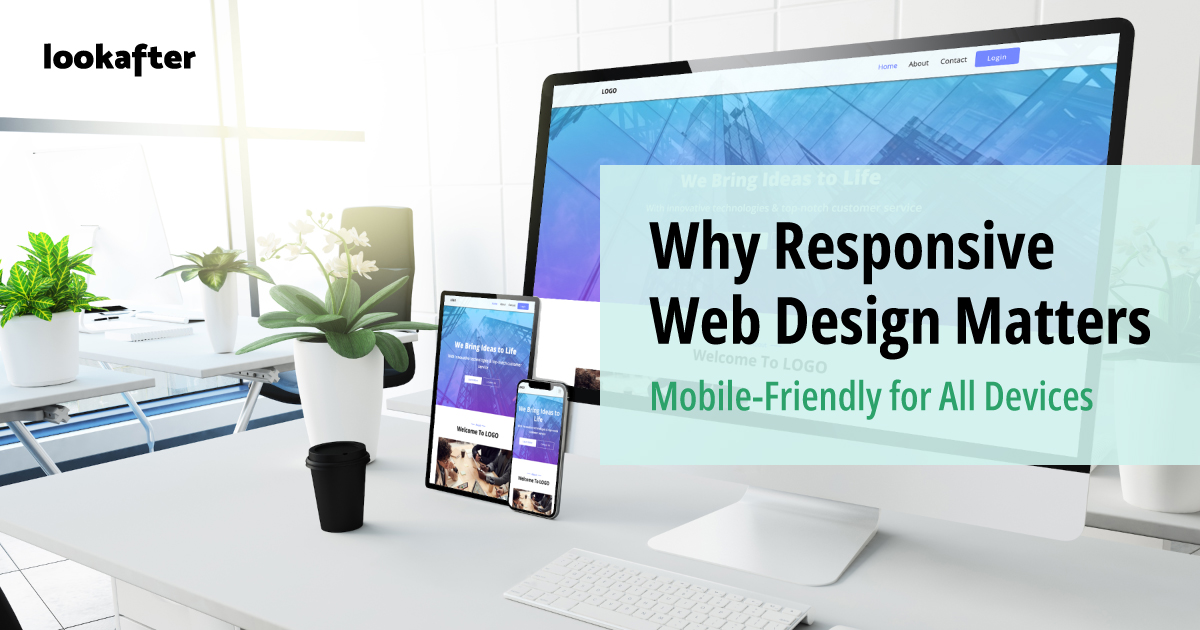 lookafter
LOGO
Home About Contact Login
We Bring Ideas to Life
Why Responsive
Web Design Matters
Mobile-Friendly for All Devices
Welcome To LOGO
We Bring Ideas to Life
Welcome To LOGO
We Bring Ideas to
Life
Welcome To LOGO